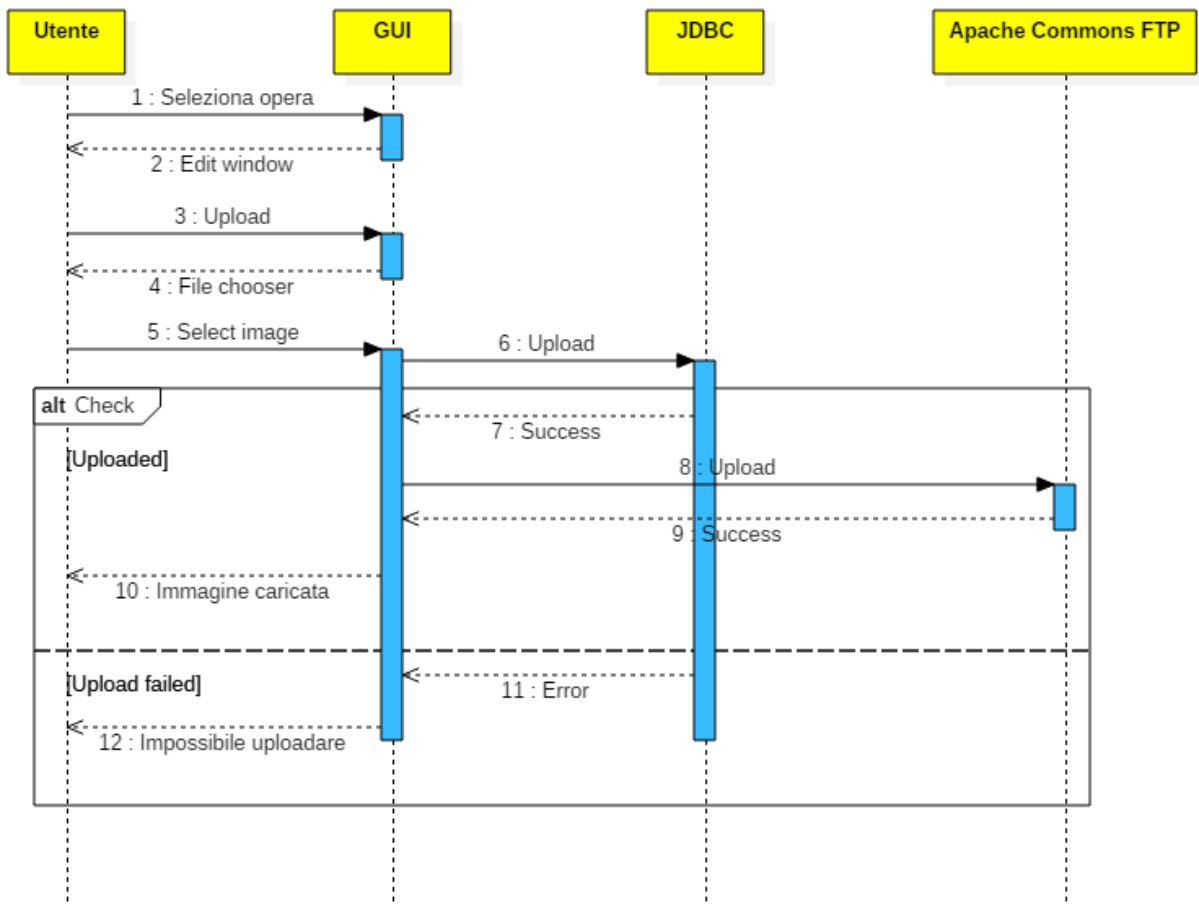 Utente
GUI
JDBC
Apache Commons FTP
1 : Seleziona opera
2 : Edit window
3 : Upload
4 : File chooser
5 : Select image
6 : Upload
alt Check
7 : Success
[Uploaded]
8 : Upload
9 : Success
10 : Immagine caricata
[Upload failed]
11 : Error
12 : Impossibile uploadare